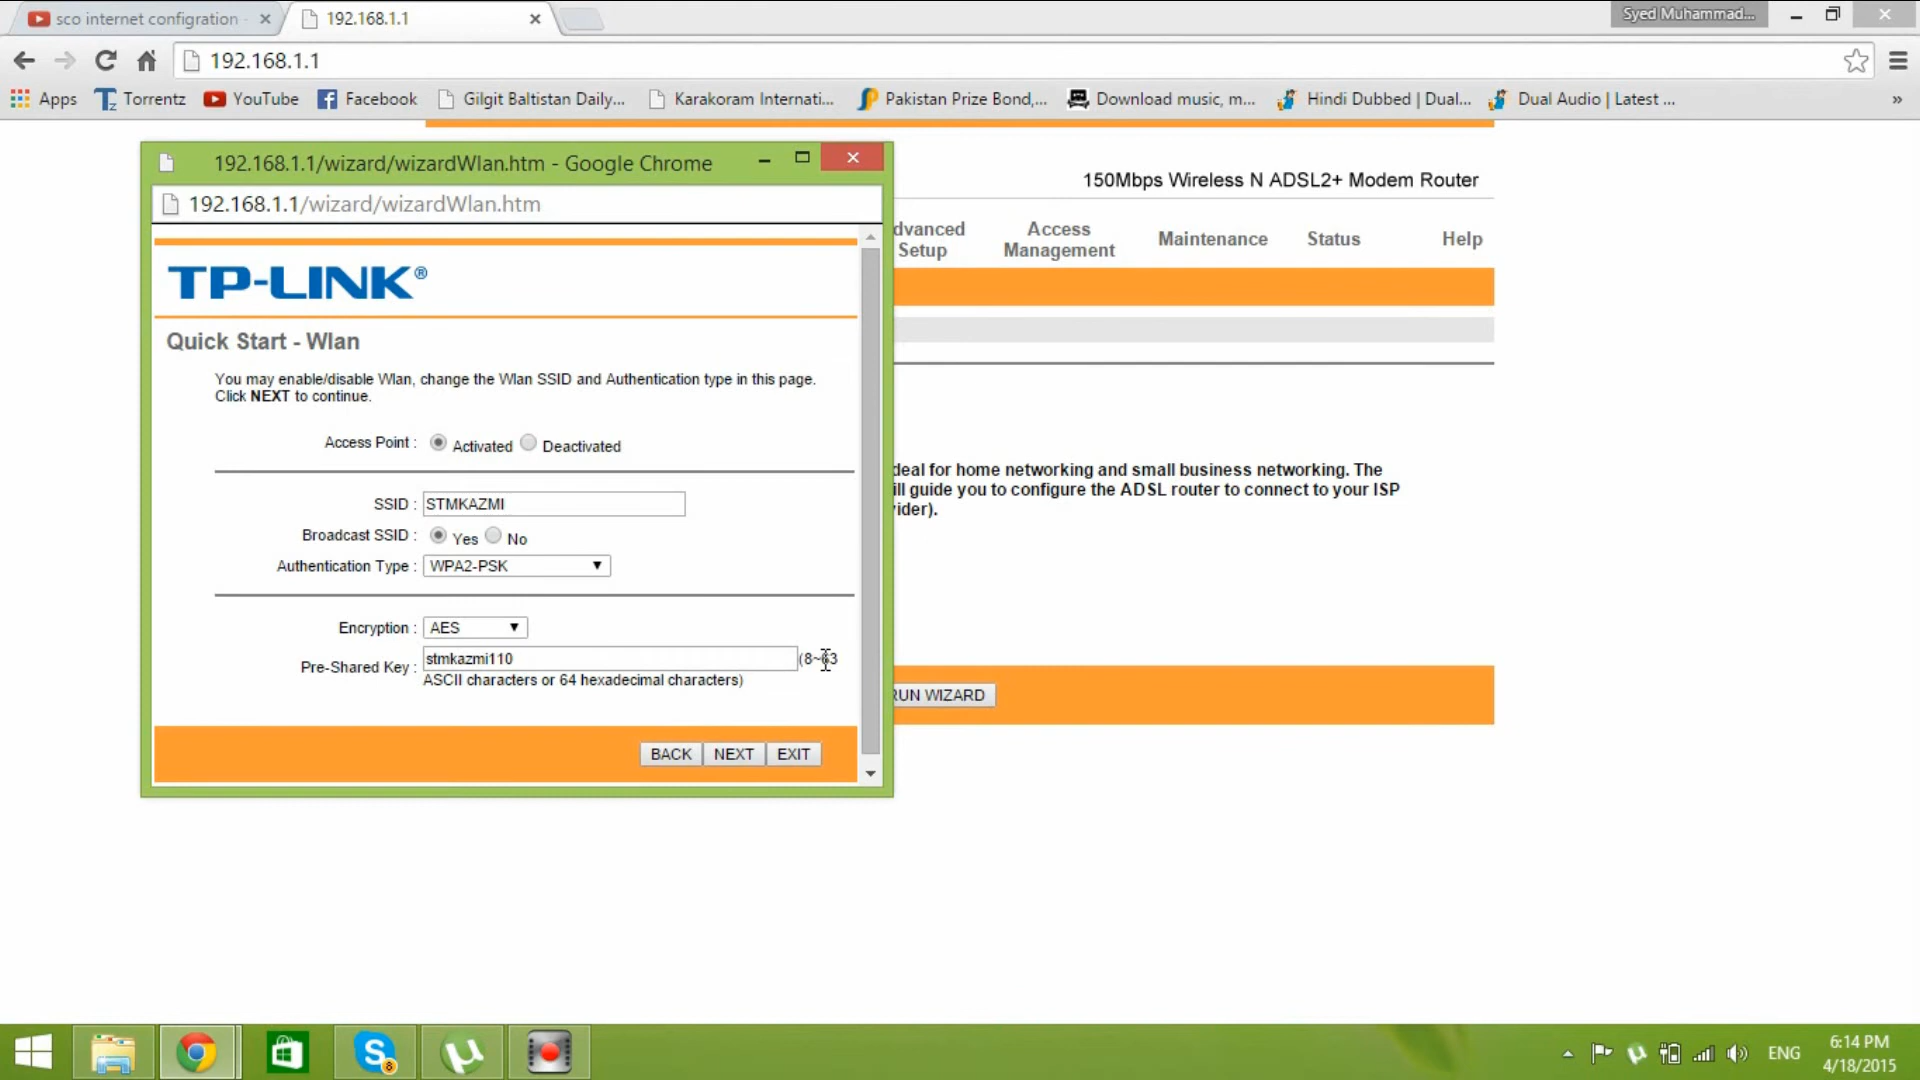 sco internet configration
192.168.1.1
Syed Muhammad...
192.168.1.1
Apps
Torrentz
YouTube
Facebook
Gilgit Baltistan Daily...
Karakoram Internati...
Pakistan Prize Bond,...
Download music, m...
Hindi Dubbed | Dual...
Dual Audio | Latest ...
»
192.168.1.1/wizard/wizardWlan.htm - Google Chrome
192.168.1.1/wizard/wizardWlan.htm
TP-LINK®
Quick Start - Wlan
You may enable/disable Wlan, change the Wlan SSID and Authentication type in this page.
Click NEXT to continue.
Access Point : Activated Deactivated
SSID : STMKAZMI
Broadcast SSID : Yes No
Authentication Type : WPA2-PSK
Encryption : AES
Pre-Shared Key : stmkazmi110 (8~63
ASCII characters or 64 hexadecimal characters)
BACK NEXT EXIT
150Mbps Wireless N ADSL2+ Modem Router
dvanced
Setup
Access
Management
Maintenance
Status
Help
deal for home networking and small business networking. The
ill guide you to configure the ADSL router to connect to your ISP
ider).
RUN WIZARD
8
ENG
6:14 PM
4/18/2015